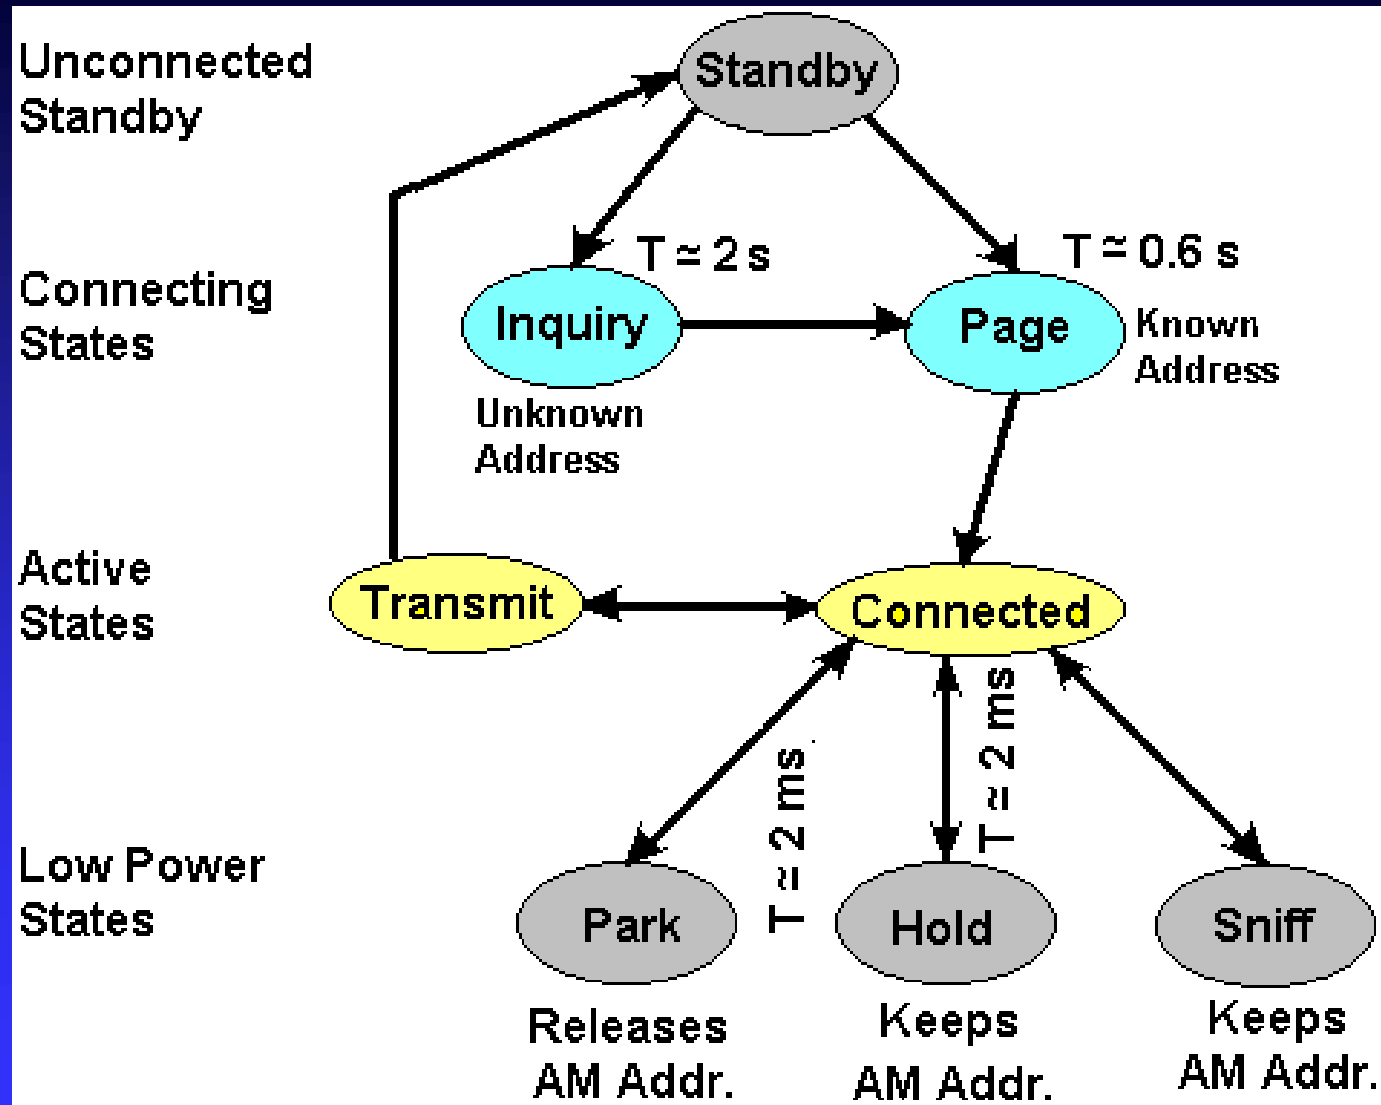 Unconnected
Standby
Standby
T ≃ 2 s
T ≃ 0.6 s
Connecting
States
Inquiry
Page
Known
Address
Unknown
Address
Active
States
Transmit
Connected
T ≃ 2 ms
T ≃ 2 ms
Low Power
States
Park
Hold
Sniff
Releases
AM Addr.
Keeps
AM Addr.
Keeps
AM Addr.